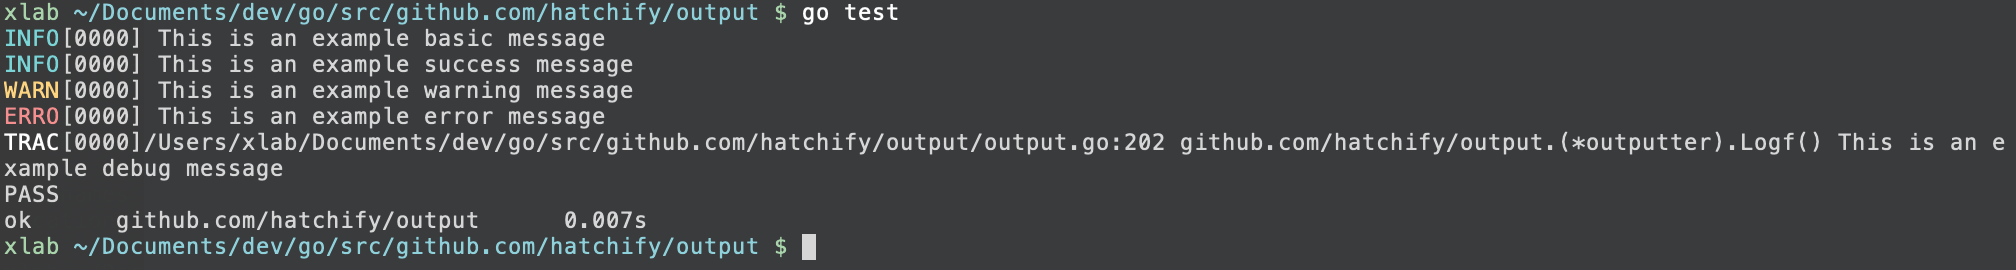 xlab ~/Documents/dev/go/src/github.com/hatchify/output $ go test
INFO[0000] This is an example basic message
INFO[0000] This is an example success message
WARN[0000] This is an example warning message
ERRO[0000] This is an example error message
TRAC[0000]/Users/xlab/Documents/dev/go/src/github.com/hatchify/output/output.go:202 github.com/hatchify/output.(*outputter).Logf() This is an e
xample debug message
PASS
ok      github.com/hatchify/output      0.007s
xlab ~/Documents/dev/go/src/github.com/hatchify/output $